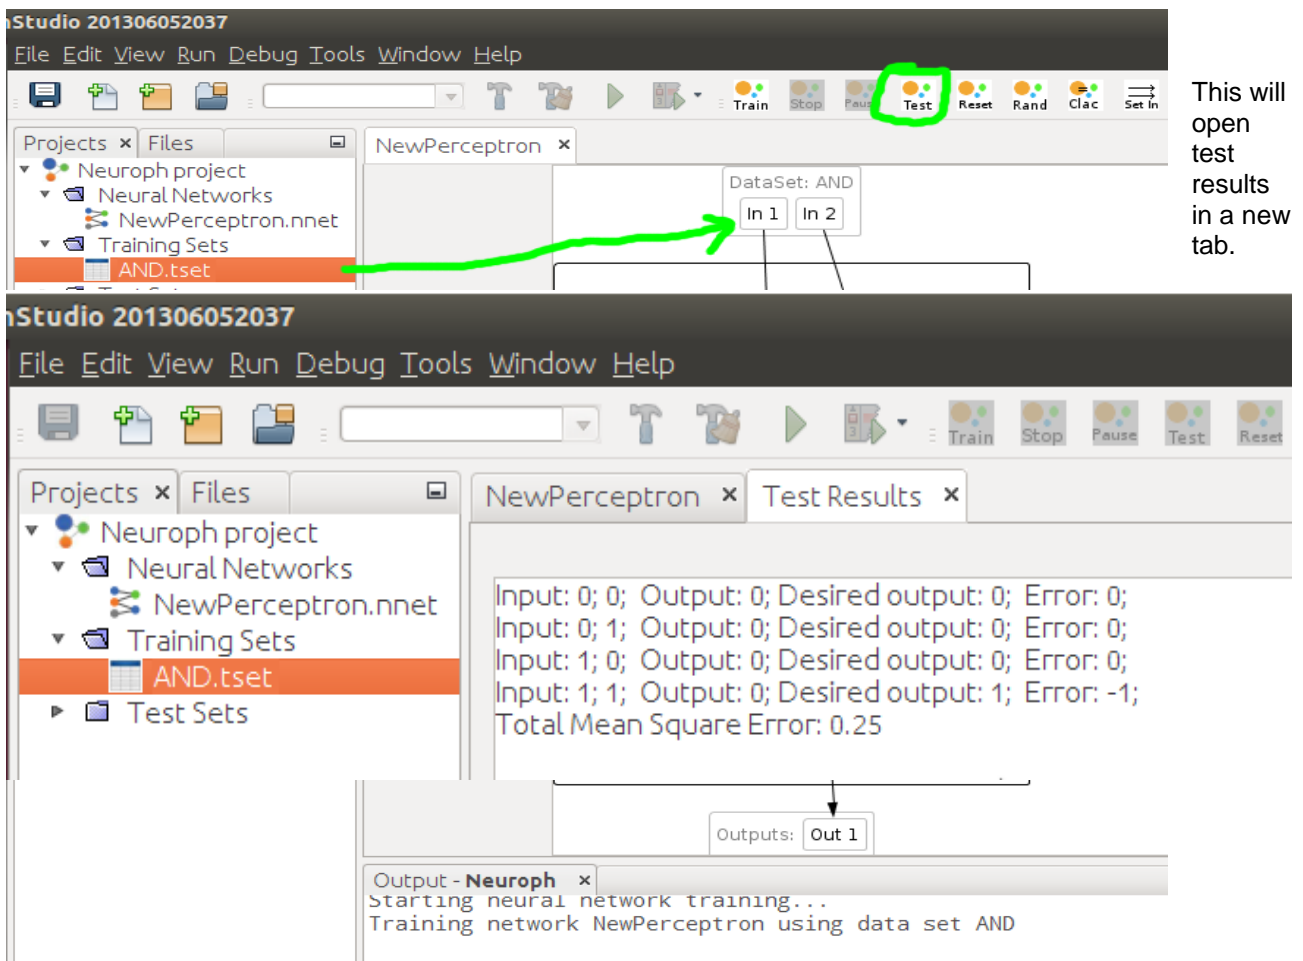 nStudio 201306052037
File Edit View Run Debug Tools Window Help
Train Stop Pause Test Reset Rand Clac Set In
Projects Files
NewPerceptron
Neuroph project
Neural Networks
NewPerceptron.nnet
Training Sets
AND.tset
DataSet: AND
In 1 In 2
This will
open
test
results
in a new
tab.
nStudio 201306052037
File Edit View Run Debug Tools Window Help
Train Stop Pause Test Reset
Projects Files
NewPerceptron Test Results
Neuroph project
Neural Networks
NewPerceptron.nnet
Training Sets
AND.tset
Test Sets
Input: 0; 0; Output: 0; Desired output: 0; Error: 0;
Input: 0; 1; Output: 0; Desired output: 0; Error: 0;
Input: 1; 0; Output: 0; Desired output: 0; Error: 0;
Input: 1; 1; Output: 0; Desired output: 1; Error: -1;
Total Mean Square Error: 0.25
Outputs: Out 1
Output - Neuroph
Starting neural network training...
Training network NewPerceptron using data set AND